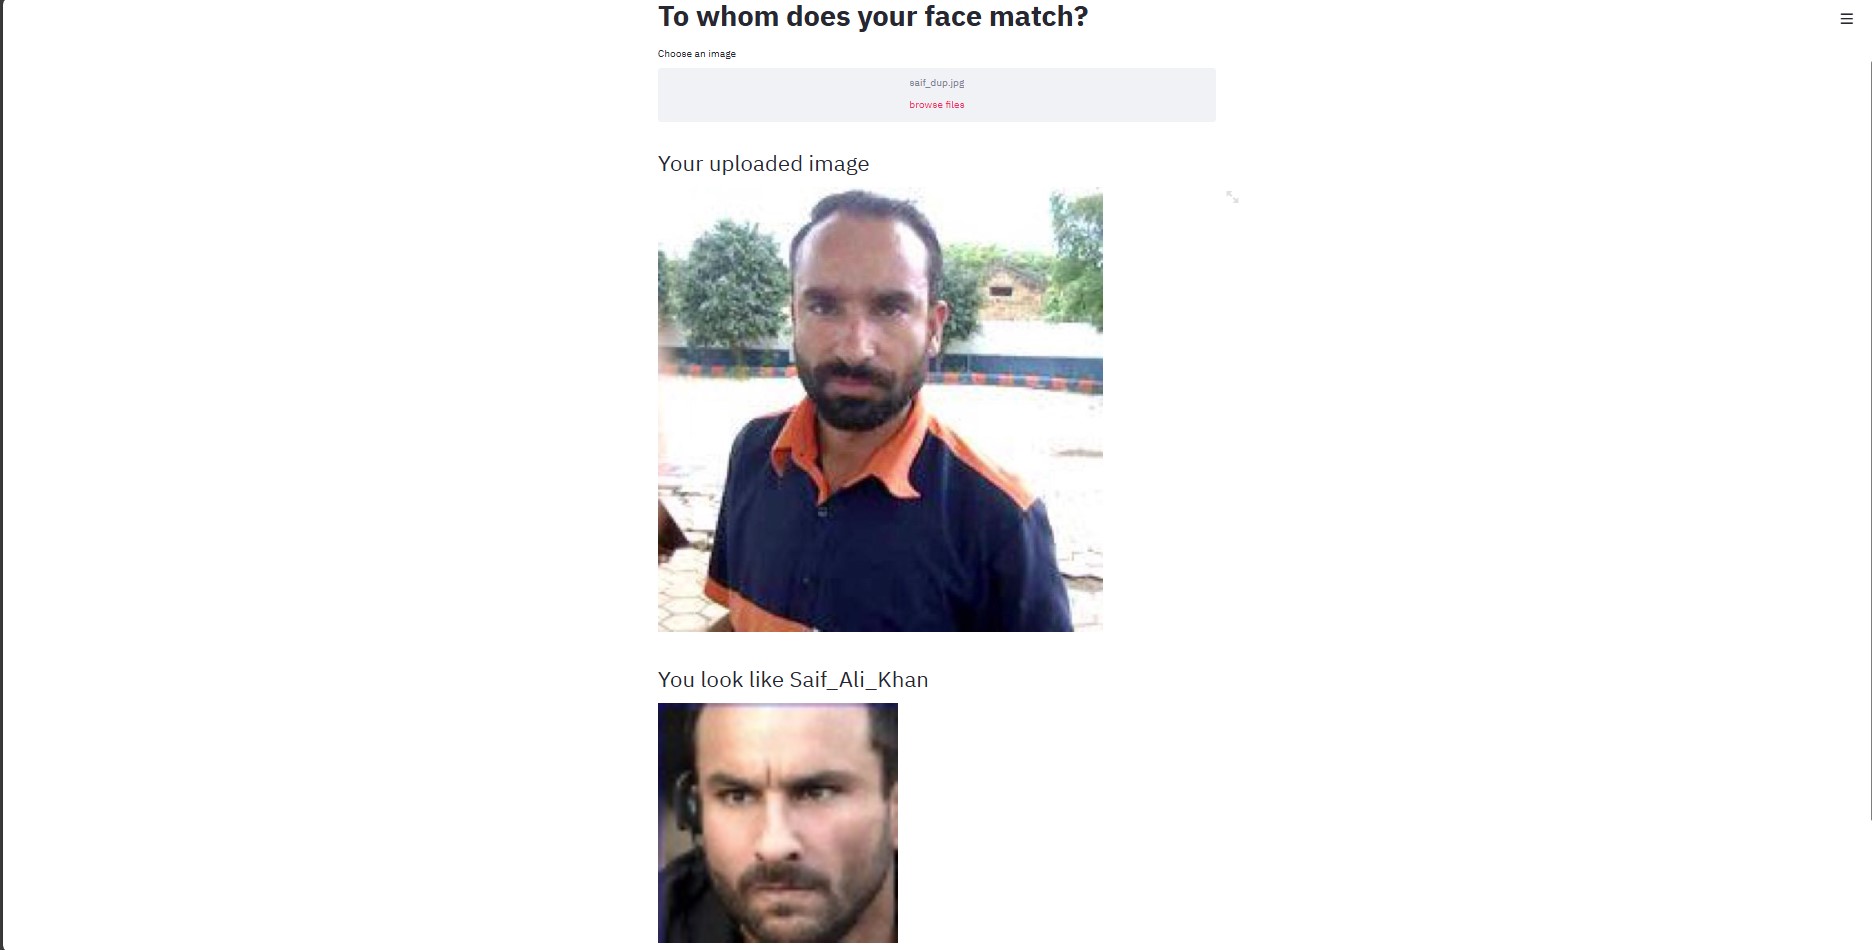 To whom does your face match?
Choose an image
saif_dup.jpg
browse files
Your uploaded image
You look like Saif_Ali_Khan